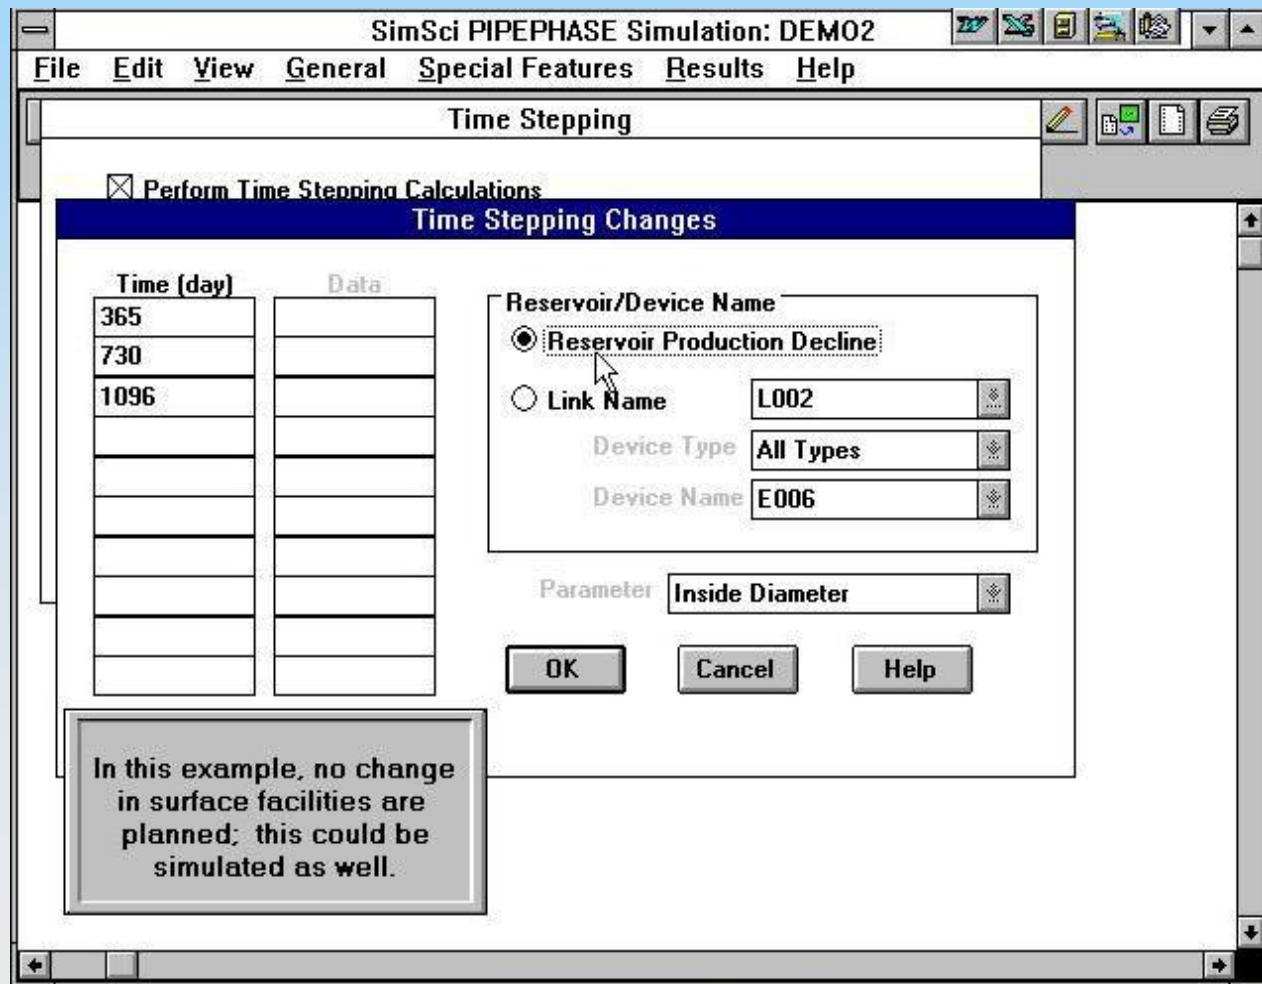 SimSci PIPEPHASE Simulation: DEMO2
File Edit View General Special Features Results Help
Time Stepping
Perform Time Stepping Calculations
Time Stepping Changes
Time (day) Data
365
730
1096
Reservoir/Device Name
Reservoir Production Decline
Link Name L002
Device Type All Types
Device Name E006
Parameter Inside Diameter
OK Cancel Help
In this example, no change
in surface facilities are
planned; this could be
simulated as well.